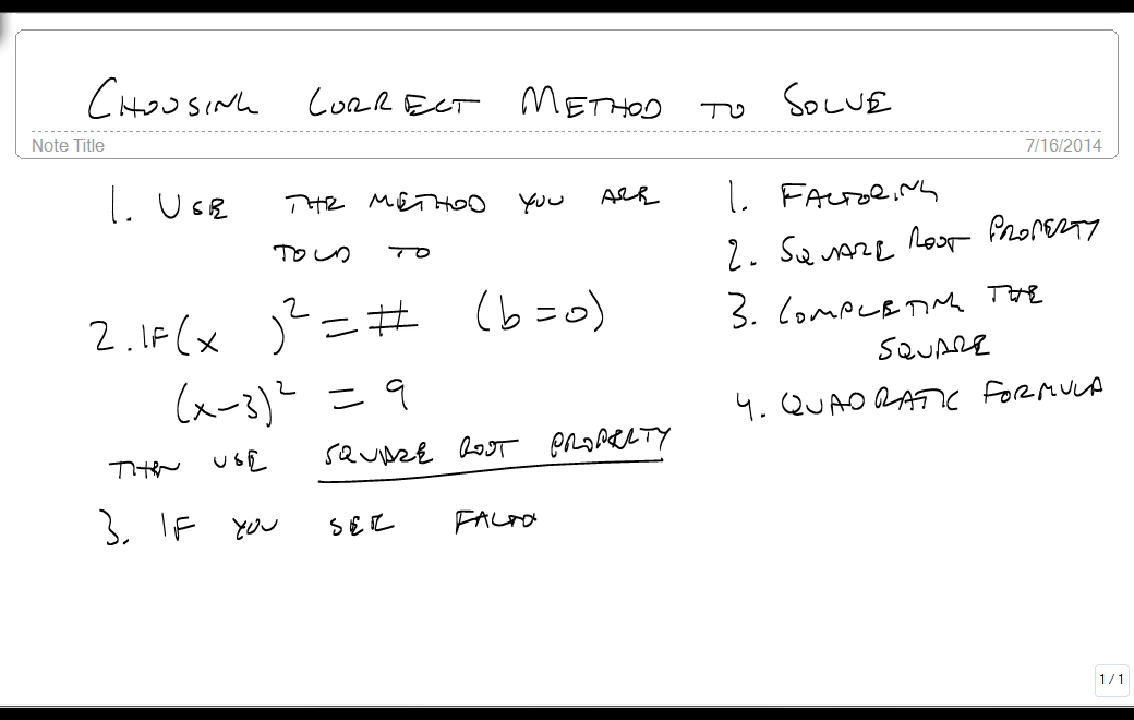 CHOOSING CORRECT METHOD TO SOLVE
Note Title
7/16/2014
1. USE THE METHOD YOU ARE
TOLD TO
2. IF (x    )² = # (b=0)
(x-3)² = 9
THEN USE SQUARE ROOT PROPERTY
3. IF YOU SEE FACTO
1. FACTORING
2. SQUARE ROOT PROPERTY
3. COMPLETING THE
SQUARE
4. QUADRATIC FORMULA
1 / 1